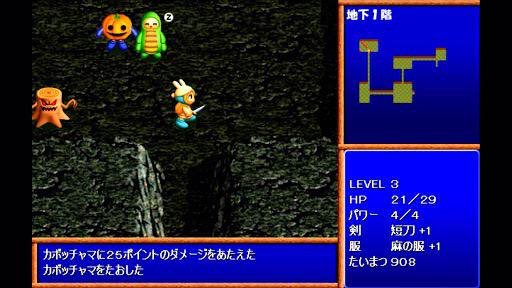 Z
地下1階
LEVEL 3
HP 21/29
パワー 4/4
剣 短刀 +1
服 麻の服 +1
たいまつ 908
カボッチャマに25ポイントのダメージをあたえた
カボッチャマをたおした